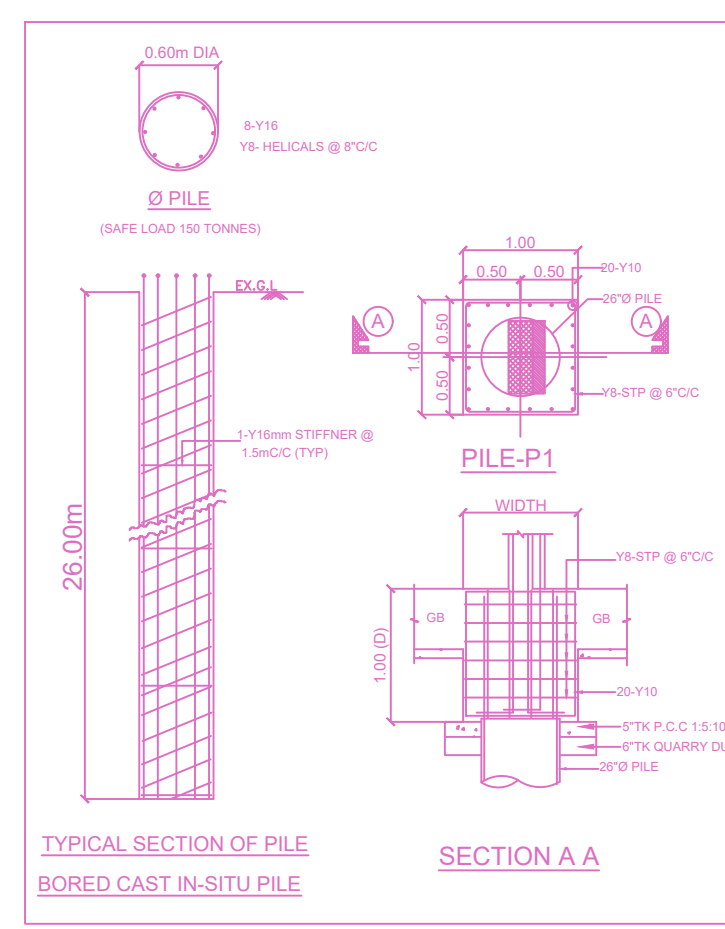 0.60m DIA
8-Y16
Y8- HELICALS @ 8"C/C
Ø PILE
(SAFE LOAD 150 TONNES)
EX.G.L
1-Y16mm STIFFNER @
1.5mC/C (TYP)
26.00m
TYPICAL SECTION OF PILE
BORED CAST IN-SITU PILE
1.00
0.50 0.50
20-Y10
26"Ø PILE
A
A
1.00
0.50
0.50
Y8-STP @ 6"C/C
PILE-P1
WIDTH
Y8-STP @ 6"C/C
GB
GB
1.00 (D)
20-Y10
5"TK P.C.C 1:5:10
6"TK QUARRY DU
26"Ø PILE
SECTION A A